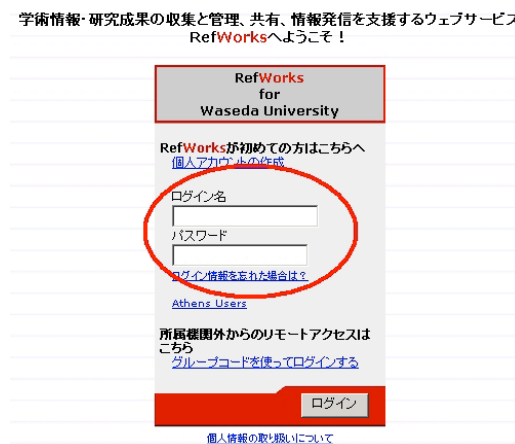 学術情報・研究成果の収集と管理、共有、情報発信を支援するウェブサービス
RefWorksへようこそ！
RefWorks
for
Waseda University
RefWorksが初めての方はこちらへ
個人アカウントの作成
ログイン名
パスワード
ログイン情報を忘れた場合は？
Athens Users
所属機関外からのリモートアクセスは
こちら
グループコードを使ってログインする
ログイン
個人情報の取り扱いについて